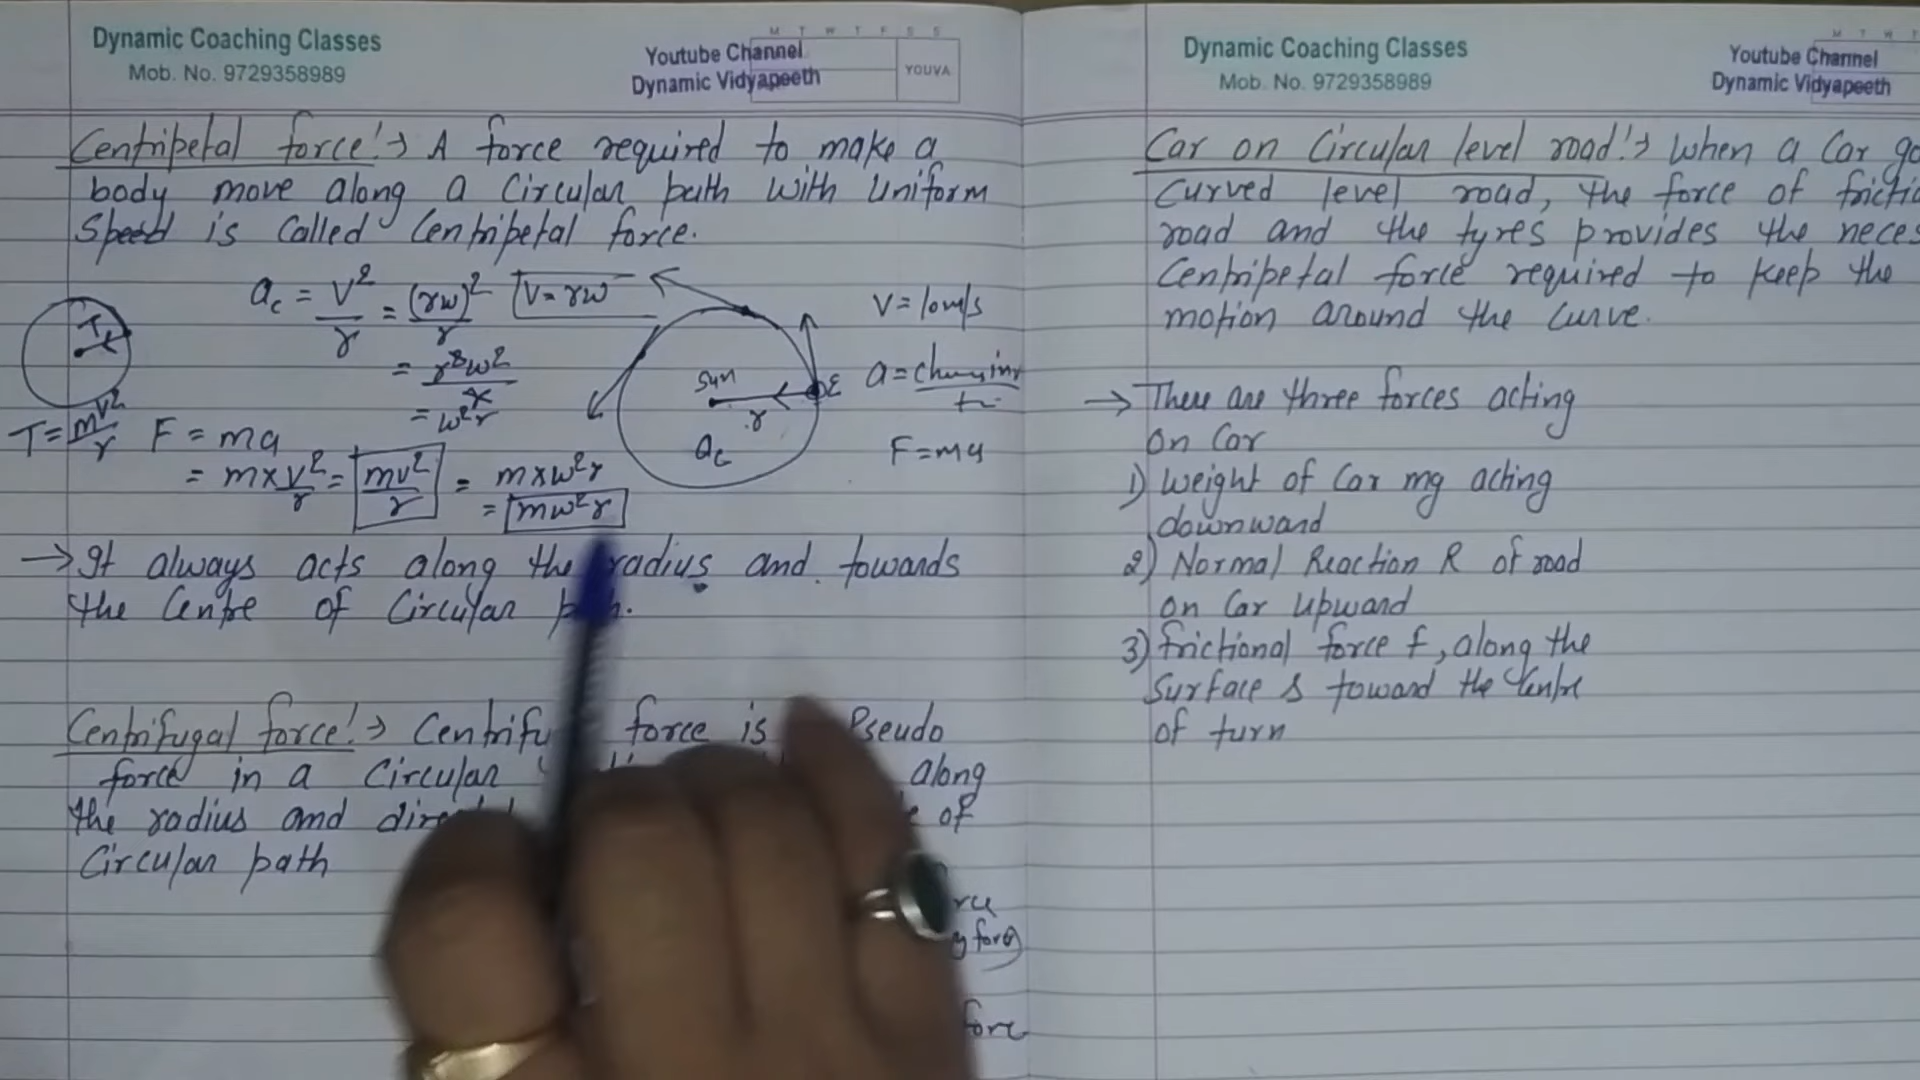 Dynamic Coaching Classes
Mob. No. 9729358989
Youtube Channel
Dynamic Vidyapeeth
M T W T F S S
YOUVA
Centripetal force:→ A force required to make a
body move along a Circular path with Uniform
Speed is Called Centripetal force.
a_c = v²/r = (rω)²/r V=rω
= r²ω²/r
= ω²r
T
T = mv²/r
F = ma
= m×v²/r = mv²/r = m×ω²r
= mω²r
Sun
E
r
a_c
V=10m/s
a =
F=ma
→ It always acts along the radius and towards
the Centre of Circular path.
Centrifugal force:→ force is Pseudo
force in a Circular along
the radius and of
Circular path
Dynamic Coaching Classes
Mob. No. 9729358989
Youtube Channel
Dynamic Vidyapeeth
M T W T
Car on Circular level road:→ When a Car
Curved level road, the force of
road and the tyres provides the
Centripetal force required to keep the
motion around the Curve.
→ There are three forces acting
on Car
1) Weight of Car mg acting
downward
2) Normal Reaction R of road
on Car Upward
3) frictional force f, along the
Surface & toward the Centre
of turn